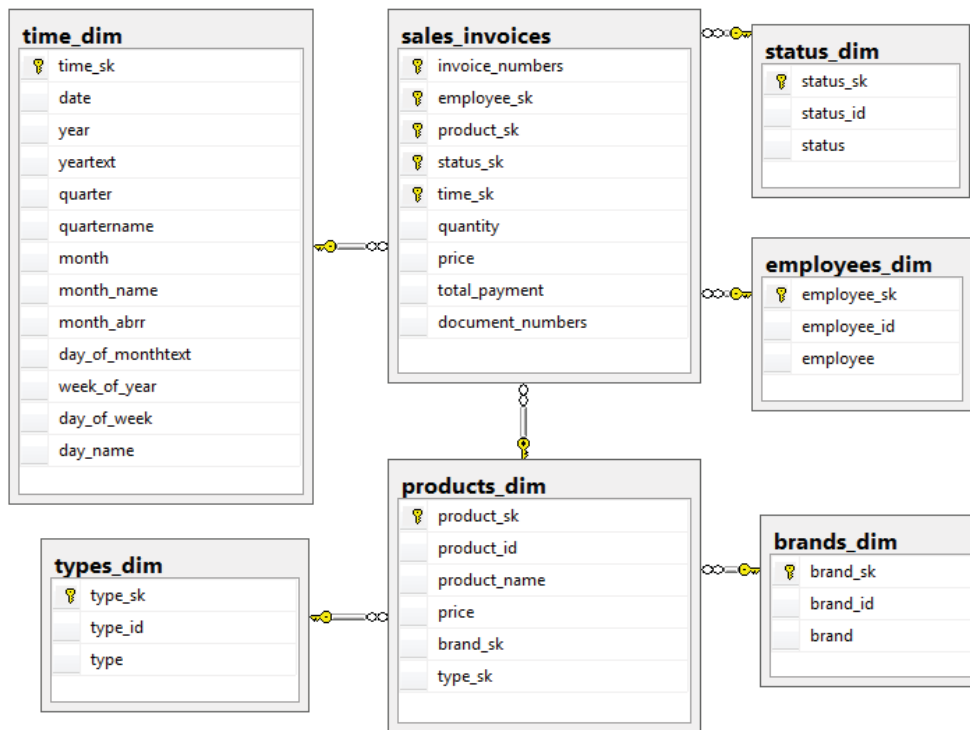 time_dim
time_sk
date
year
yeartext
quarter
quartername
month
month_name
month_abrr
day_of_monthtext
week_of_year
day_of_week
day_name
sales_invoices
invoice_numbers
employee_sk
product_sk
status_sk
time_sk
quantity
price
total_payment
document_numbers
status_dim
status_sk
status_id
status
employees_dim
employee_sk
employee_id
employee
products_dim
product_sk
product_id
product_name
price
brand_sk
type_sk
types_dim
type_sk
type_id
type
brands_dim
brand_sk
brand_id
brand